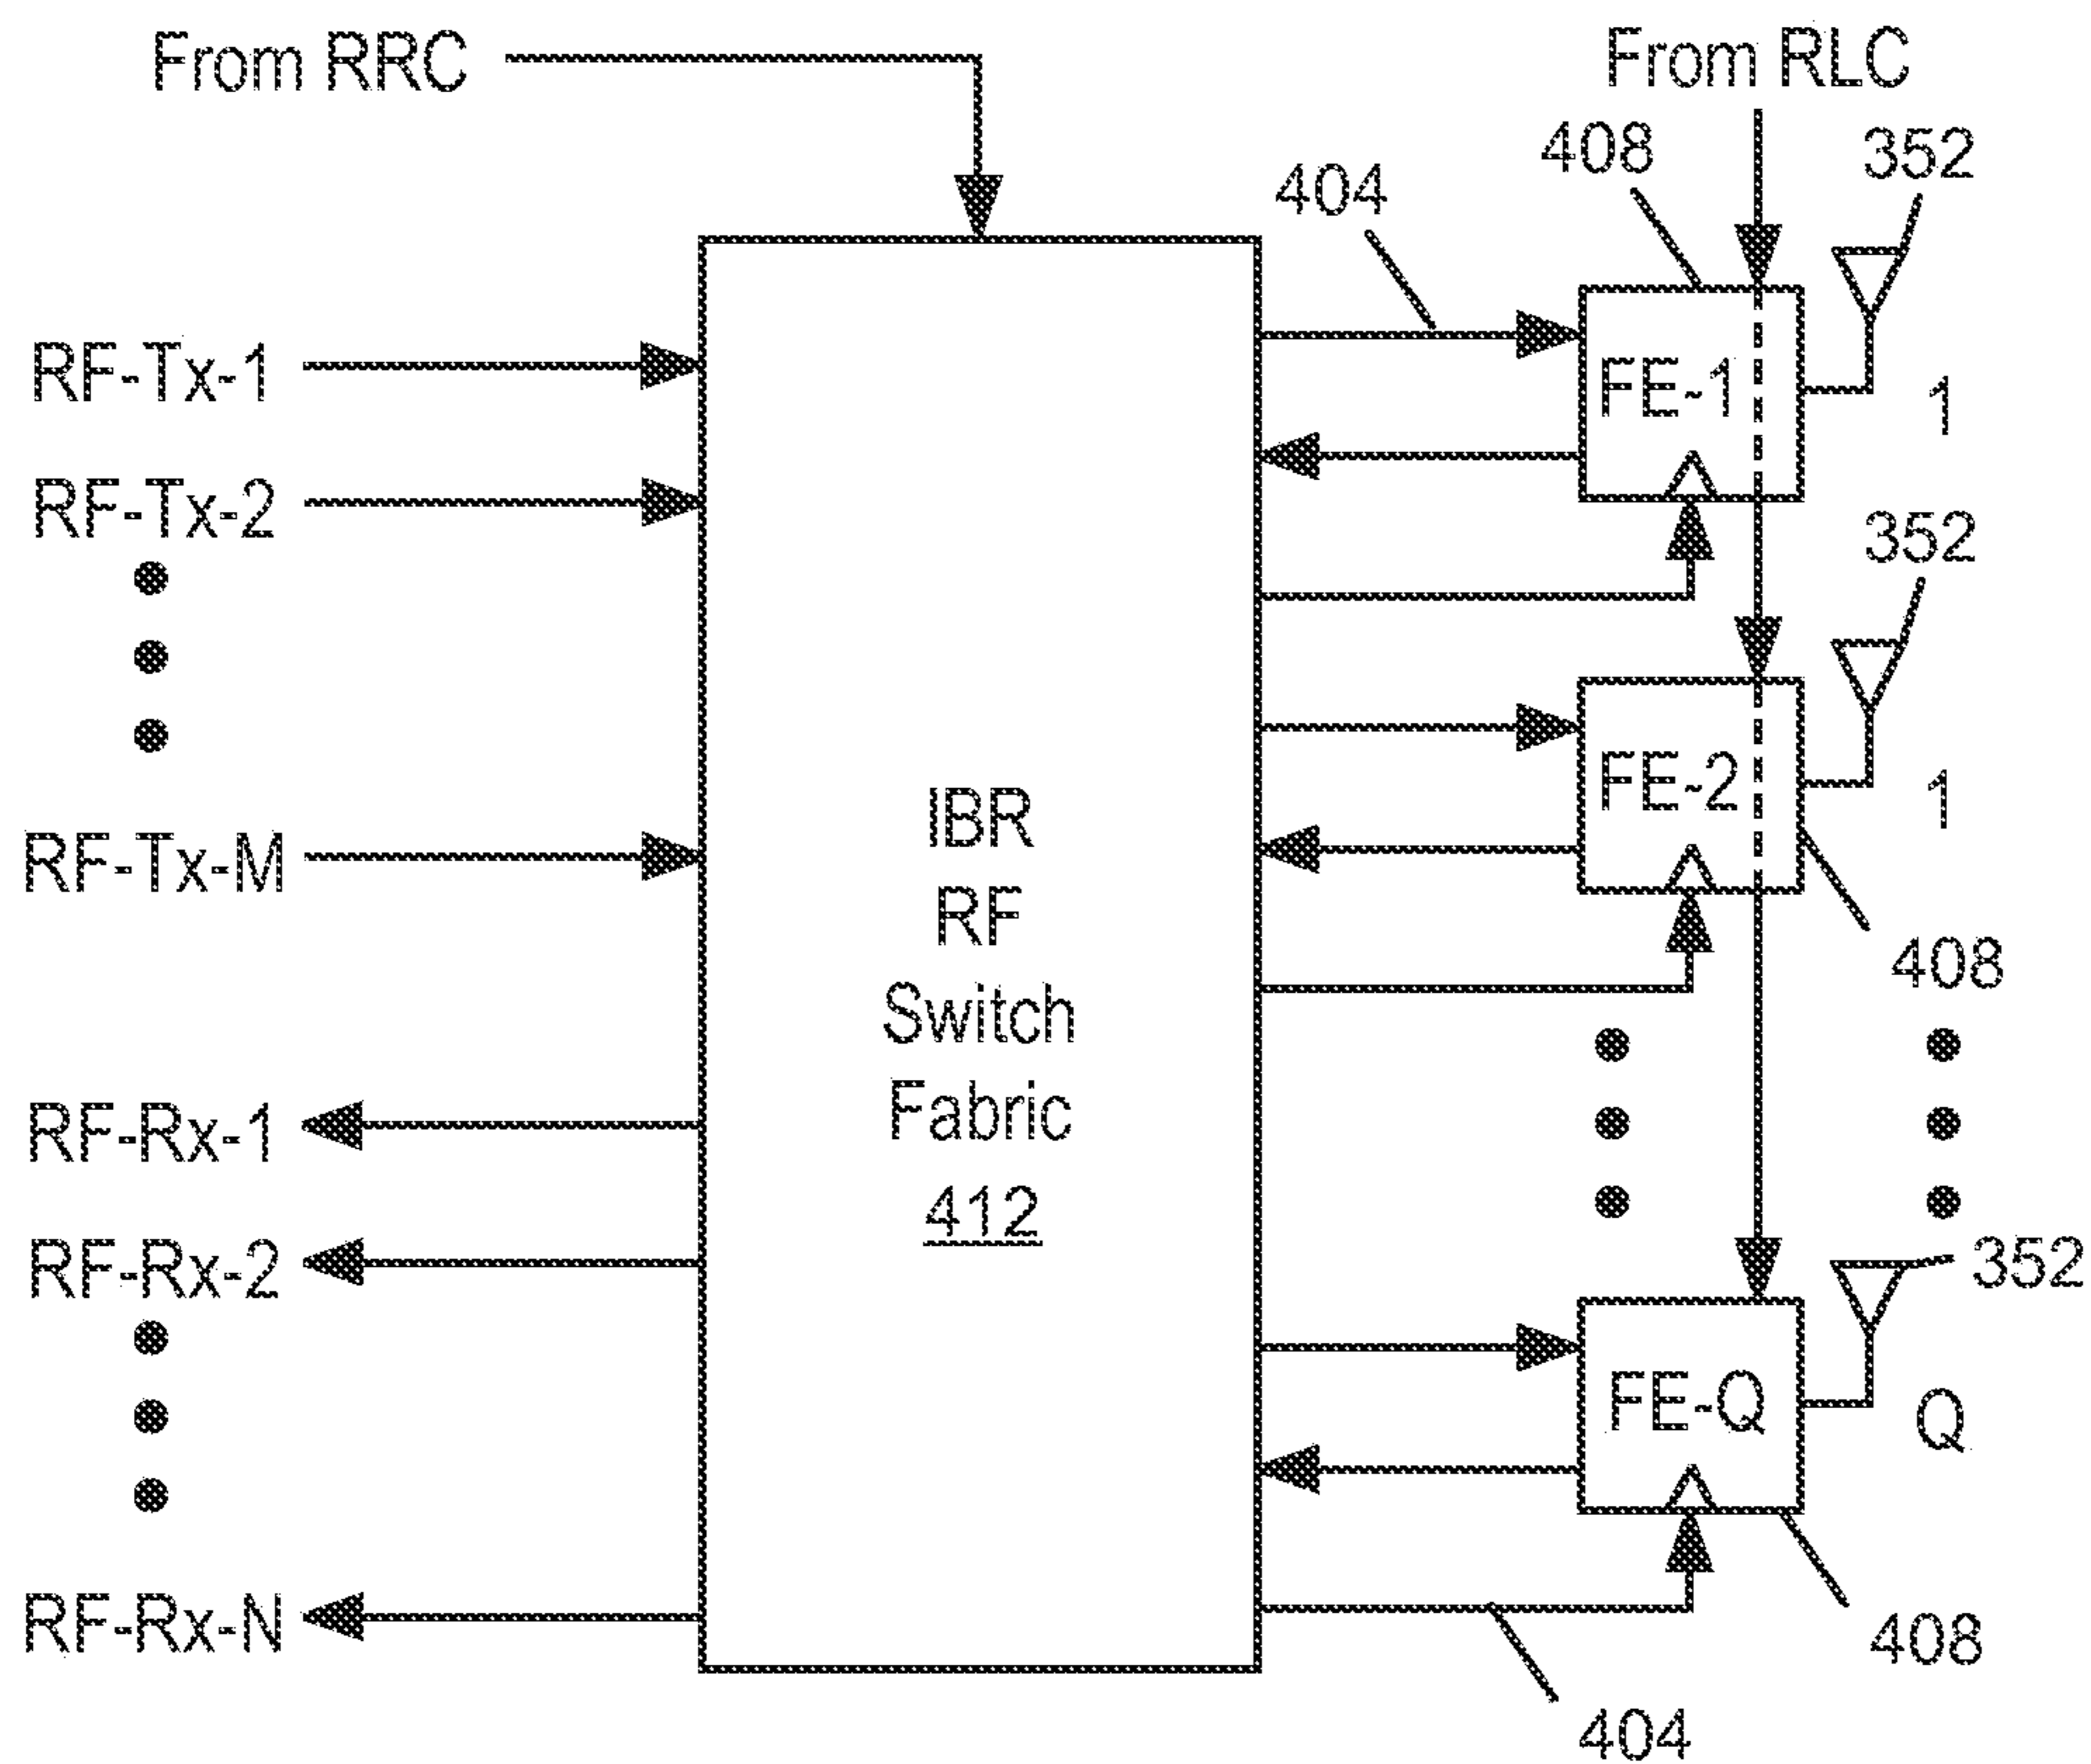 From RRC
From RLC
408
352
404
RF-Tx-1
FE-1
1
RF-Tx-2
352
RF-Tx-M
FE-2
1
408
IBR
RF
Switch
Fabric
412
RF-Rx-1
RF-Rx-2
352
FE-Q
Q
RF-Rx-N
408
404